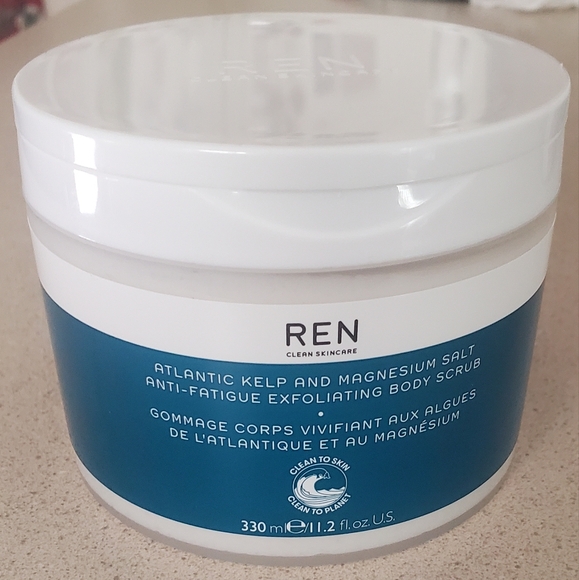 REN
REN
CLEAN SKINCARE
ATLANTIC KELP AND MAGNESIUM SALT
ANTI-FATIGUE EXFOLIATING BODY SCRUB
•
GOMMAGE CORPS VIVIFIANT AUX ALGUES
DE L'ATLANTIQUE ET AU MAGNÉSIUM
CLEAN TO SKIN
CLEAN TO PLANET
330 ml℮/11.2 fl.oz. U.S.